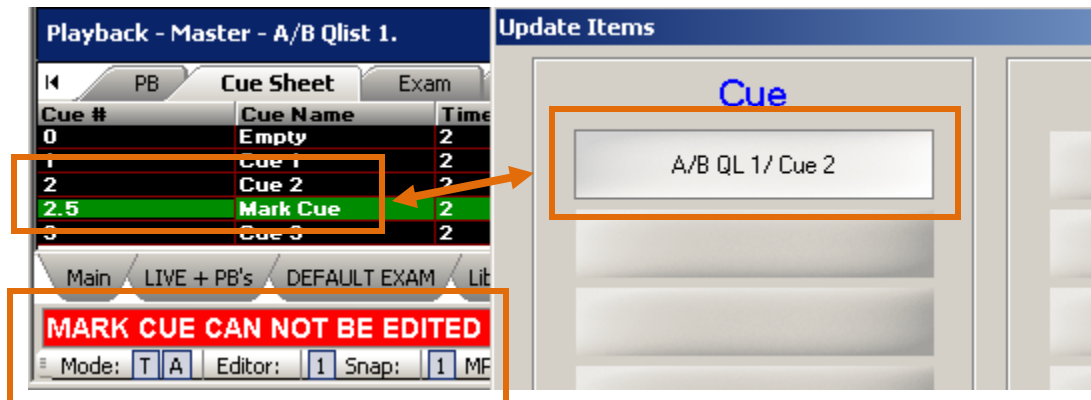 Playback - Master - A/B Qlist 1.
PB Cue Sheet Exam
Cue # Cue Name Time
0 Empty 2
1 Cue 1 2
2 Cue 2 2
2.5 Mark Cue 2
3 Cue 3 2
Main LIVE + PB's DEFAULT EXAM Lib
MARK CUE CAN NOT BE EDITED
Mode: T A Editor: 1 Snap: 1
Update Items
Cue
A/B QL 1/ Cue 2